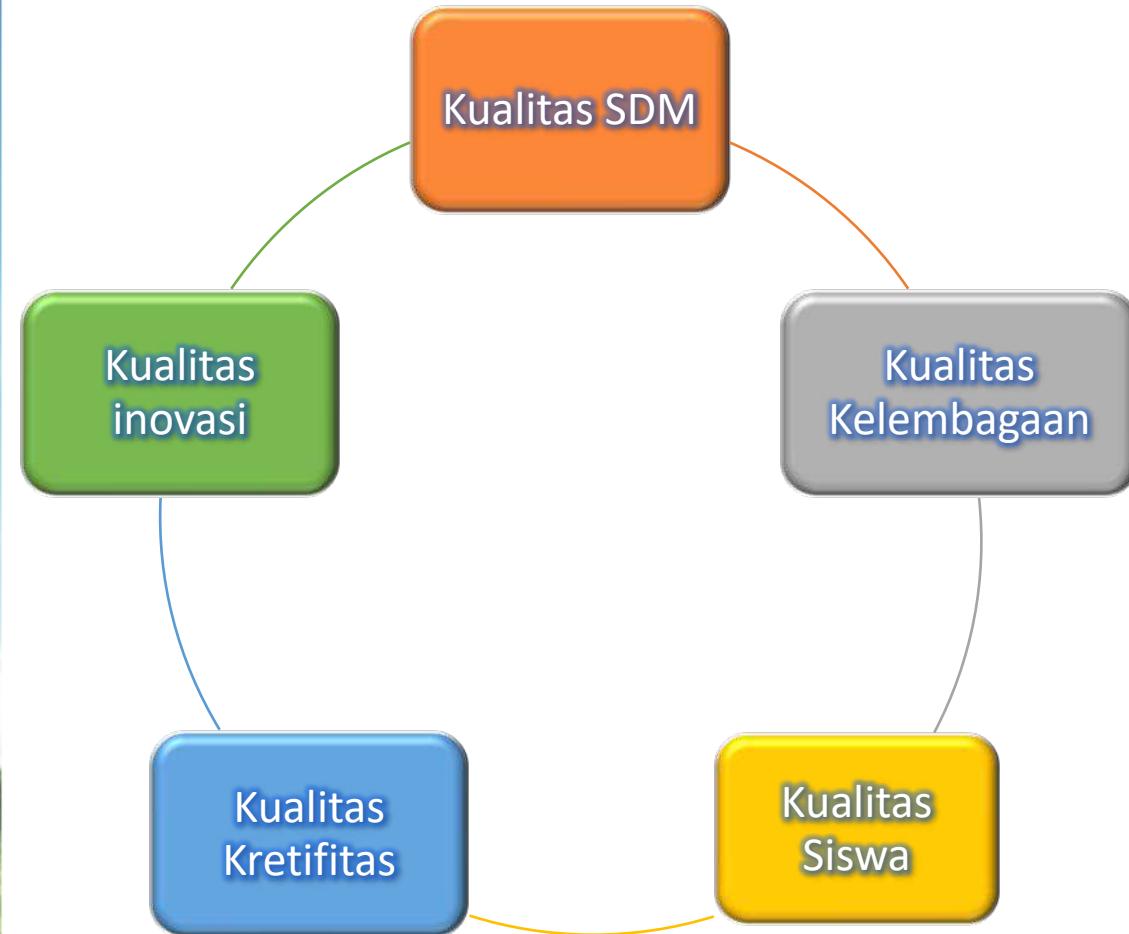 Kualitas SDM
Kualitas
Kelembagaan
Kualitas
Siswa
Kualitas
Kretifitas
Kualitas
inovasi